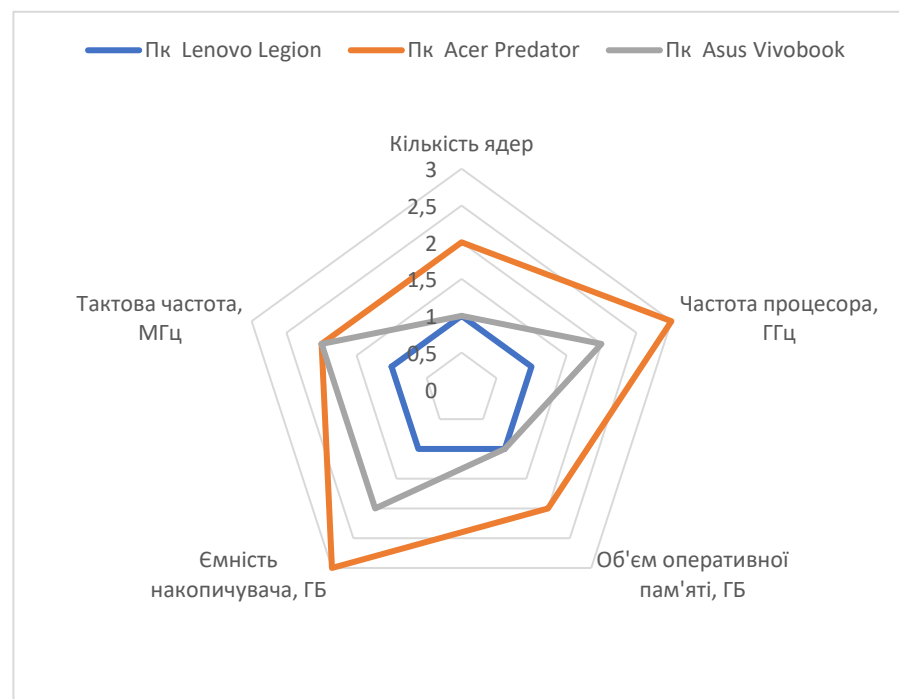 Пк Lenovo Legion
Пк Acer Predator
Пк Asus Vivobook
Кількість ядер
3
2,5
2
1,5
1
0,5
0
Частота процесора,
ГГц
Об'єм оперативної
пам'яті, ГБ
Ємність
накопичувача, ГБ
Тактова частота,
МГц